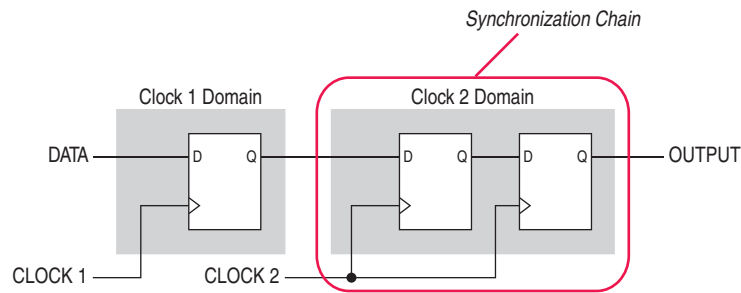 Synchronization Chain
Clock 1 Domain
Clock 2 Domain
DATA
D
Q
D
Q
D
Q
OUTPUT
CLOCK 1
CLOCK 2